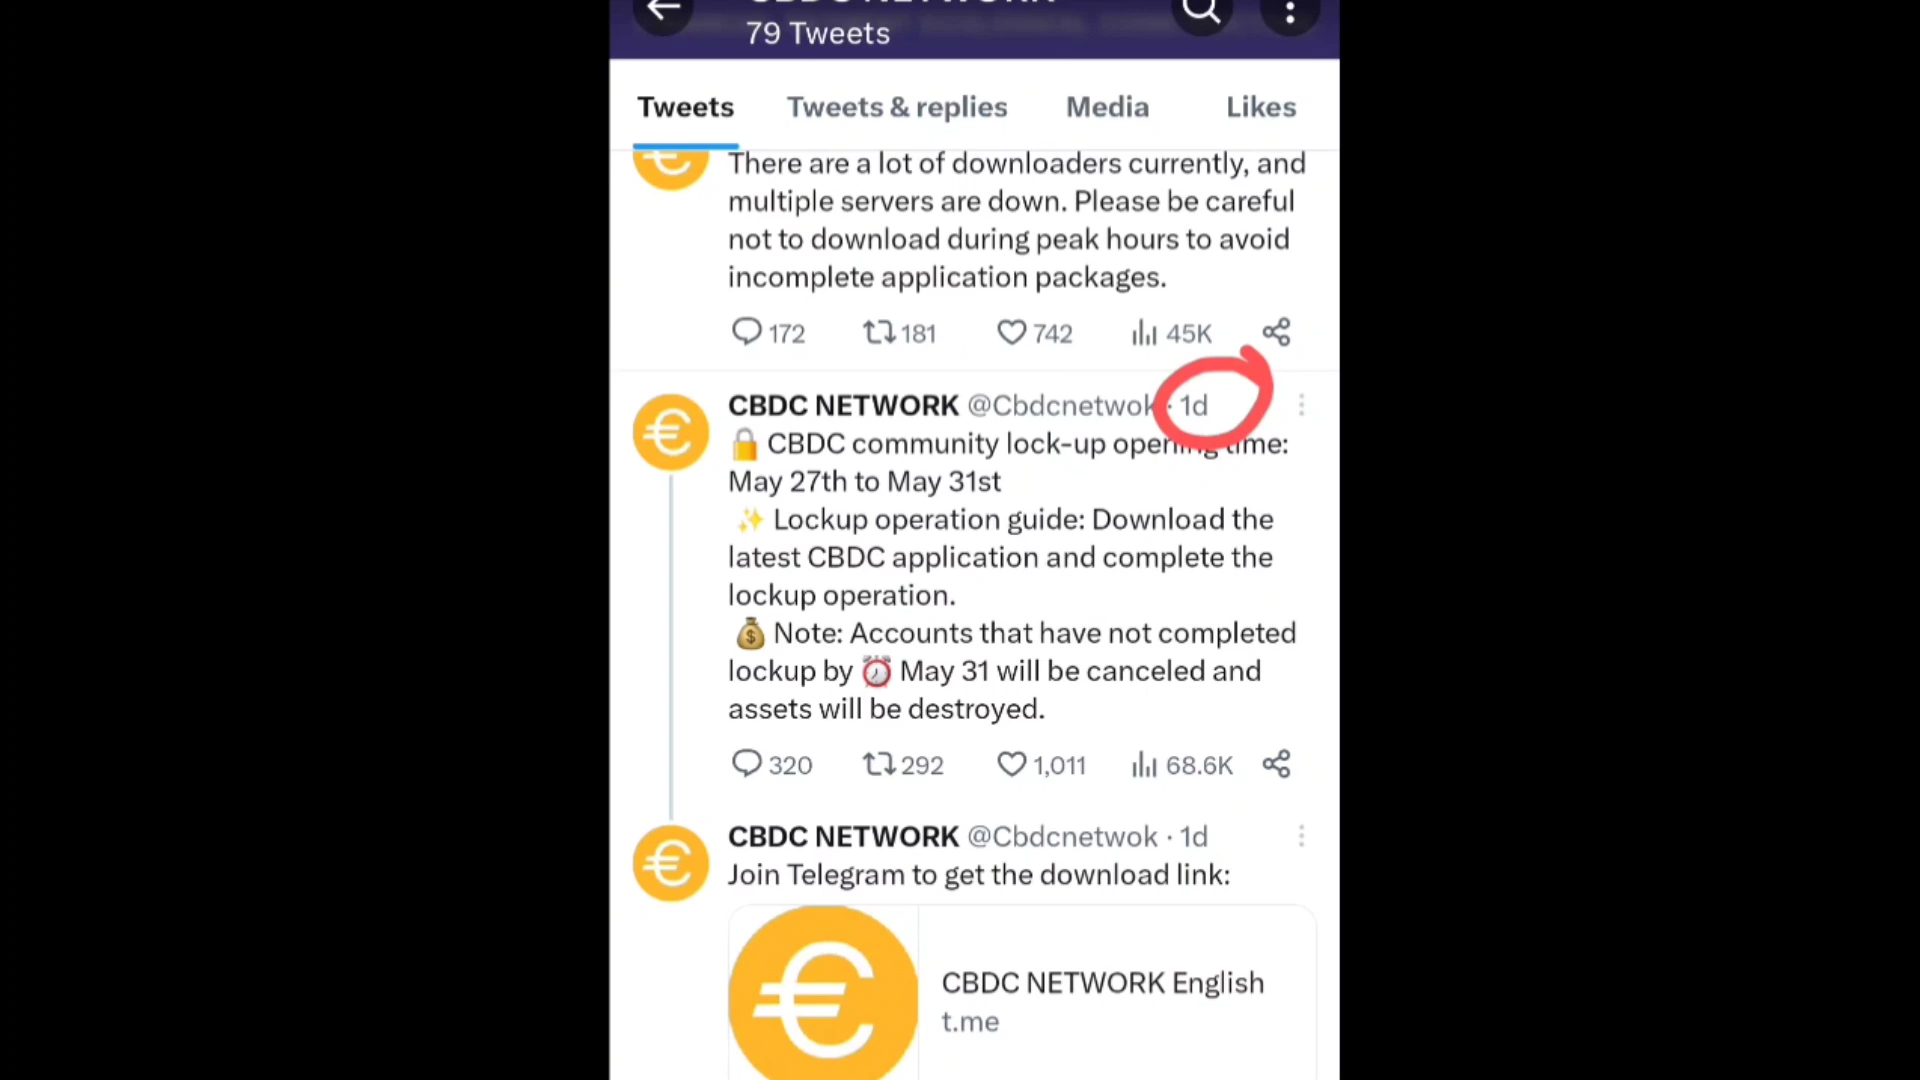 79 Tweets
Tweets Tweets & replies Media Likes
There are a lot of downloaders currently, and
multiple servers are down. Please be careful
not to download during peak hours to avoid
incomplete application packages.
172 181 742 45K
CBDC NETWORK @Cbdcnetwok · 1d
🔒 CBDC community lock-up opening time:
May 27th to May 31st
✨ Lockup operation guide: Download the
latest CBDC application and complete the
lockup operation.
💰 Note: Accounts that have not completed
lockup by ⏰ May 31 will be canceled and
assets will be destroyed.
320 292 1,011 68.6K
CBDC NETWORK @Cbdcnetwok · 1d
Join Telegram to get the download link:
CBDC NETWORK English
t.me